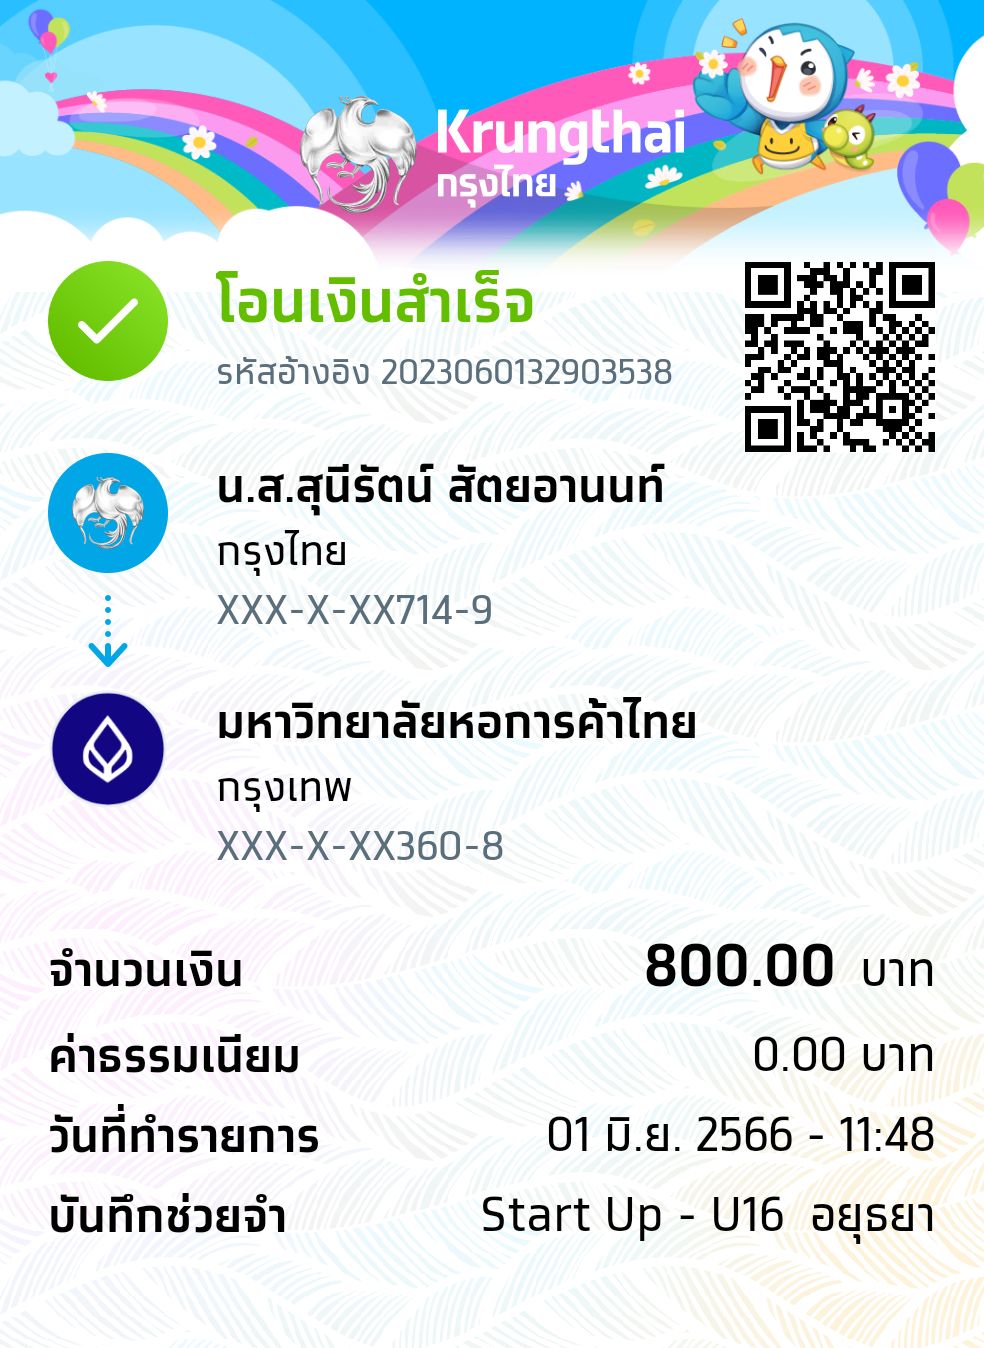 Krungthai
กรุงไทย
โอนเงินสำเร็จ
รหัสอ้างอิง 2023060132903538
น.ส.สุนีรัตน์ สัตยอานนท์
กรุงไทย
XXX-X-XX714-9
มหาวิทยาลัยหอการค้าไทย
กรุงเทพ
XXX-X-XX360-8
จำนวนเงิน 800.00 บาท
ค่าธรรมเนียม 0.00 บาท
วันที่ทำรายการ 01 มิ.ย. 2566 - 11:48
บันทึกช่วยจำ Start Up - U16 อยุธยา